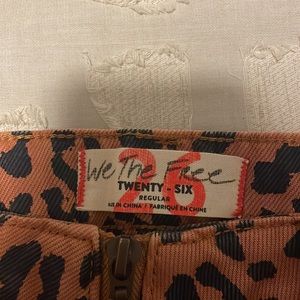 We The Free
26
TWENTY - SIX
REGULAR
MADE IN CHINA / FABRIQUÉ EN CHINE